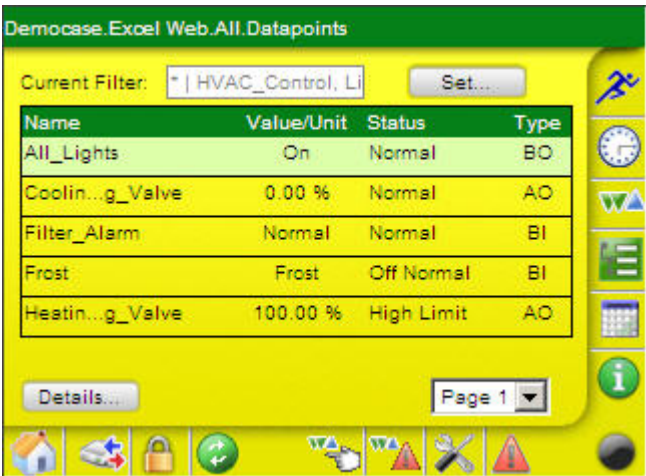 Democase.Excel Web.All.Datapoints
Current Filter: * | HVAC_Control, Li Set...
Name Value/Unit Status Type
All_Lights On Normal BO
Coolin...g_Valve 0.00 % Normal AO
Filter_Alarm Normal Normal BI
Frost Frost Off Normal BI
Heatin...g_Valve 100.00 % High Limit AO
Details... Page 1